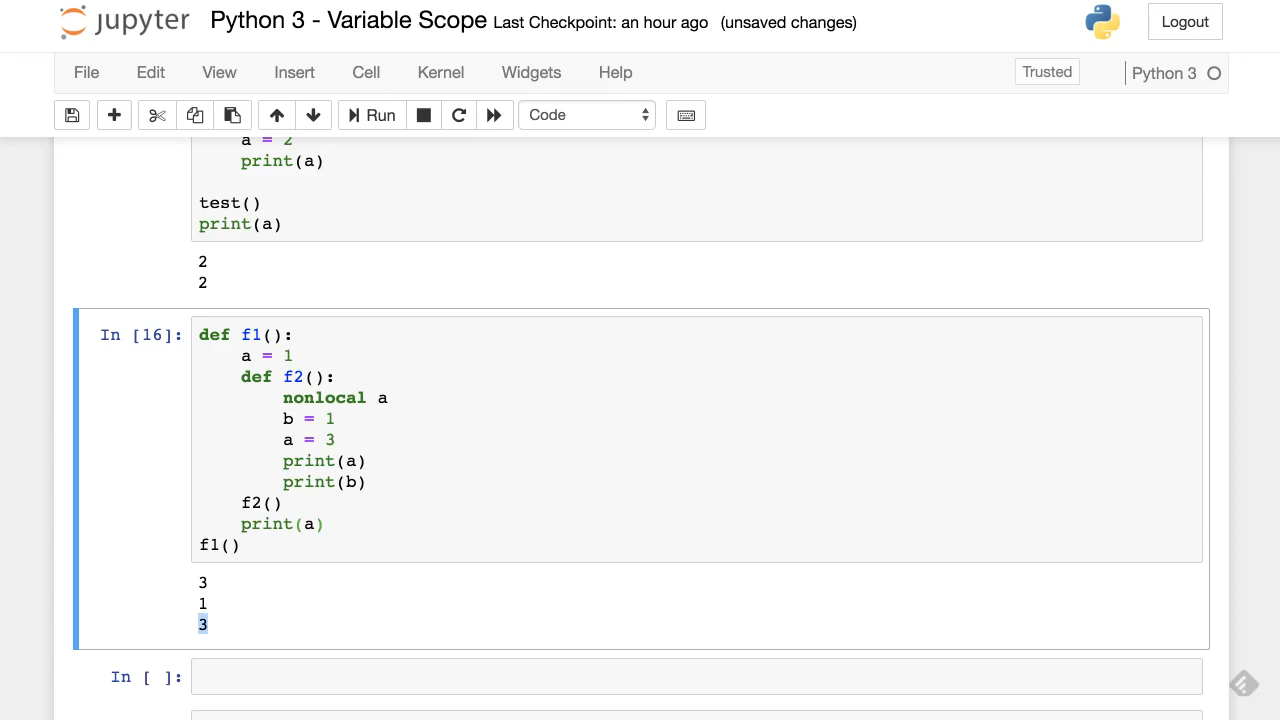 jupyter Python 3 - Variable Scope Last Checkpoint: an hour ago (unsaved changes) Logout
File Edit View Insert Cell Kernel Widgets Help Trusted Python 3
Run Code
a = 2
print(a)
test()
print(a)
2
2
In [16]: def f1():
a = 1
def f2():
nonlocal a
b = 1
a = 3
print(a)
print(b)
f2()
print(a)
f1()
3
1
3
In [ ]: